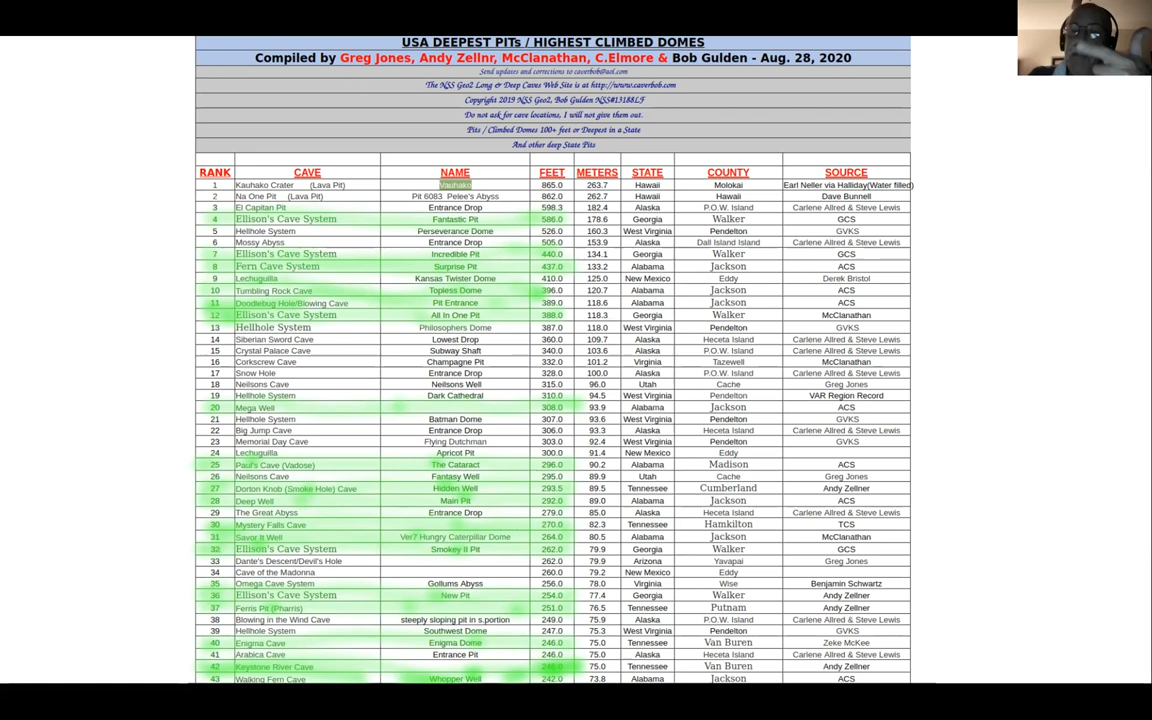 USA DEEPEST PITs / HIGHEST CLIMBED DOMES
Compiled by Greg Jones, Andy Zellnr, McClanathan, C.Elmore & Bob Gulden - Aug. 28, 2020
Send updates and corrections to caverbob@aol.com
The NSS Geo2 Long & Deep Caves Web Site is at http://www.caverbob.com
Copyright 2019 NSS Geo2, Bob Gulden NSS#13188LF
Do not ask for cave locations, I will not give them out.
Pits / Climbed Domes 100+ feet or Deepest in a State
And other deep State Pits
RANK CAVE NAME FEET METERS STATE COUNTY SOURCE
1 Kauhako Crater (Lava Pit) Vauhako 865.0 263.7 Hawaii Molokai Earl Neller via Halliday(Water filled)
2 Na One Pit (Lava Pit) Pit 6083 Pelee's Abyss 862.0 262.7 Hawaii Hawaii Dave Bunnell
3 El Capitan Pit Entrance Drop 598.3 182.4 Alaska P.O.W. Island Carlene Allred & Steve Lewis
4 Ellison's Cave System Fantastic Pit 586.0 178.6 Georgia Walker GCS
5 Hellhole System Perseverance Dome 526.0 160.3 West Virginia Pendelton GVKS
6 Mossy Abyss Entrance Drop 505.0 153.9 Alaska Dall Island Island Carlene Allred & Steve Lewis
7 Ellison's Cave System Incredible Pit 440.0 134.1 Georgia Walker GCS
8 Fern Cave System Surprise Pit 437.0 133.2 Alabama Jackson ACS
9 Lechuguilla Kansas Twister Dome 410.0 125.0 New Mexico Eddy Derek Bristol
10 Tumbling Rock Cave Topless Dome 396.0 120.7 Alabama Jackson ACS
11 Doodlebug Hole/Blowing Cave Pit Entrance 389.0 118.6 Alabama Jackson ACS
12 Ellison's Cave System All In One Pit 388.0 118.3 Georgia Walker McClanathan
13 Hellhole System Philosophers Dome 387.0 118.0 West Virginia Pendelton GVKS
14 Siberian Sword Cave Lowest Drop 360.0 109.7 Alaska Heceta Island Carlene Allred & Steve Lewis
15 Crystal Palace Cave Subway Shaft 340.0 103.6 Alaska P.O.W. Island Carlene Allred & Steve Lewis
16 Corkscrew Cave Champagne Pit 332.0 101.2 Virginia Tazewell McClanathan
17 Snow Hole Entrance Drop 328.0 100.0 Alaska P.O.W. Island Carlene Allred & Steve Lewis
18 Neilsons Cave Neilsons Well 315.0 96.0 Utah Cache Greg Jones
19 Hellhole System Dark Cathedral 310.0 94.5 West Virginia Pendelton VAR Region Record
20 Mega Well 308.0 93.9 Alabama Jackson ACS
21 Hellhole System Batman Dome 307.0 93.6 West Virginia Pendelton GVKS
22 Big Jump Cave Entrance Drop 306.0 93.3 Alaska Heceta Island Carlene Allred & Steve Lewis
23 Memorial Day Cave Flying Dutchman 303.0 92.4 West Virginia Pendelton GVKS
24 Lechuguilla Apricot Pit 300.0 91.4 New Mexico Eddy
25 Paul's Cave (Vadose) The Cataract 296.0 90.2 Alabama Madison ACS
26 Neilsons Cave Fantasy Well 295.0 89.9 Utah Cache Greg Jones
27 Dorton Knob (Smoke Hole) Cave Hidden Well 293.5 89.5 Tennessee Cumberland Andy Zellner
28 Deep Well Main Pit 292.0 89.0 Alabama Jackson ACS
29 The Great Abyss Entrance Drop 279.0 85.0 Alaska Heceta Island Carlene Allred & Steve Lewis
30 Mystery Falls Cave 270.0 82.3 Tennessee Hamkilton TCS
31 Savor It Well Ver7 Hungry Caterpillar Dome 264.0 80.5 Alabama Jackson McClanathan
32 Ellison's Cave System Smokey II Pit 262.0 79.9 Georgia Walker GCS
33 Dante's Descent/Devil's Hole 262.0 79.9 Arizona Yavapai Greg Jones
34 Cave of the Madonna 260.0 79.2 New Mexico Eddy
35 Omega Cave System Gollums Abyss 256.0 78.0 Virginia Wise Benjamin Schwartz
36 Ellison's Cave System New Pit 254.0 77.4 Georgia Walker Andy Zellner
37 Ferris Pit (Pharris) 251.0 76.5 Tennessee Putnam Andy Zellner
38 Blowing in the Wind Cave steeply sloping pit in s.portion 249.0 75.9 Alaska P.O.W. Island Carlene Allred & Steve Lewis
39 Hellhole System Southwest Dome 247.0 75.3 West Virginia Pendelton GVKS
40 Enigma Cave Enigma Dome 246.0 75.0 Tennessee Van Buren Zeke McKee
41 Arabica Cave Entrance Pit 246.0 75.0 Alaska Heceta Island Carlene Allred & Steve Lewis
42 Keystone River Cave 246.0 75.0 Tennessee Van Buren Andy Zellner
43 Walking Fern Cave Whopper Well 242.0 73.8 Alabama Jackson ACS